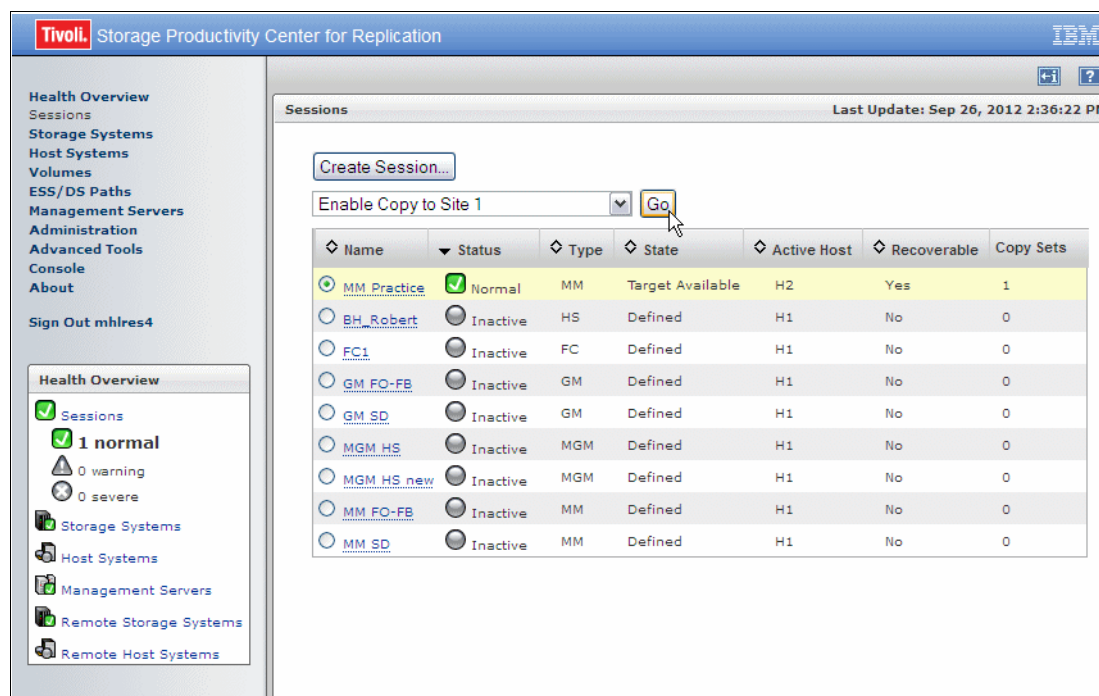 Tivoli. Storage Productivity Center for Replication
IBM
Health Overview
Sessions
Storage Systems
Host Systems
Volumes
ESS/DS Paths
Management Servers
Administration
Advanced Tools
Console
About
Sign Out mhlres4
Health Overview
Sessions
1 normal
0 warning
0 severe
Storage Systems
Host Systems
Management Servers
Remote Storage Systems
Remote Host Systems
i ?
Sessions Last Update: Sep 26, 2012 2:36:22 P
Create Session...
Enable Copy to Site 1 Go
Name Status Type State Active Host Recoverable Copy Sets
MM Practice Normal MM Target Available H2 Yes 1
BH_Robert Inactive HS Defined H1 No 0
FC1 Inactive FC Defined H1 No 0
GM FO-FB Inactive GM Defined H1 No 0
GM SD Inactive GM Defined H1 No 0
MGM HS Inactive MGM Defined H1 No 0
MGM HS new Inactive MGM Defined H1 No 0
MM FO-FB Inactive MM Defined H1 No 0
MM SD Inactive MM Defined H1 No 0